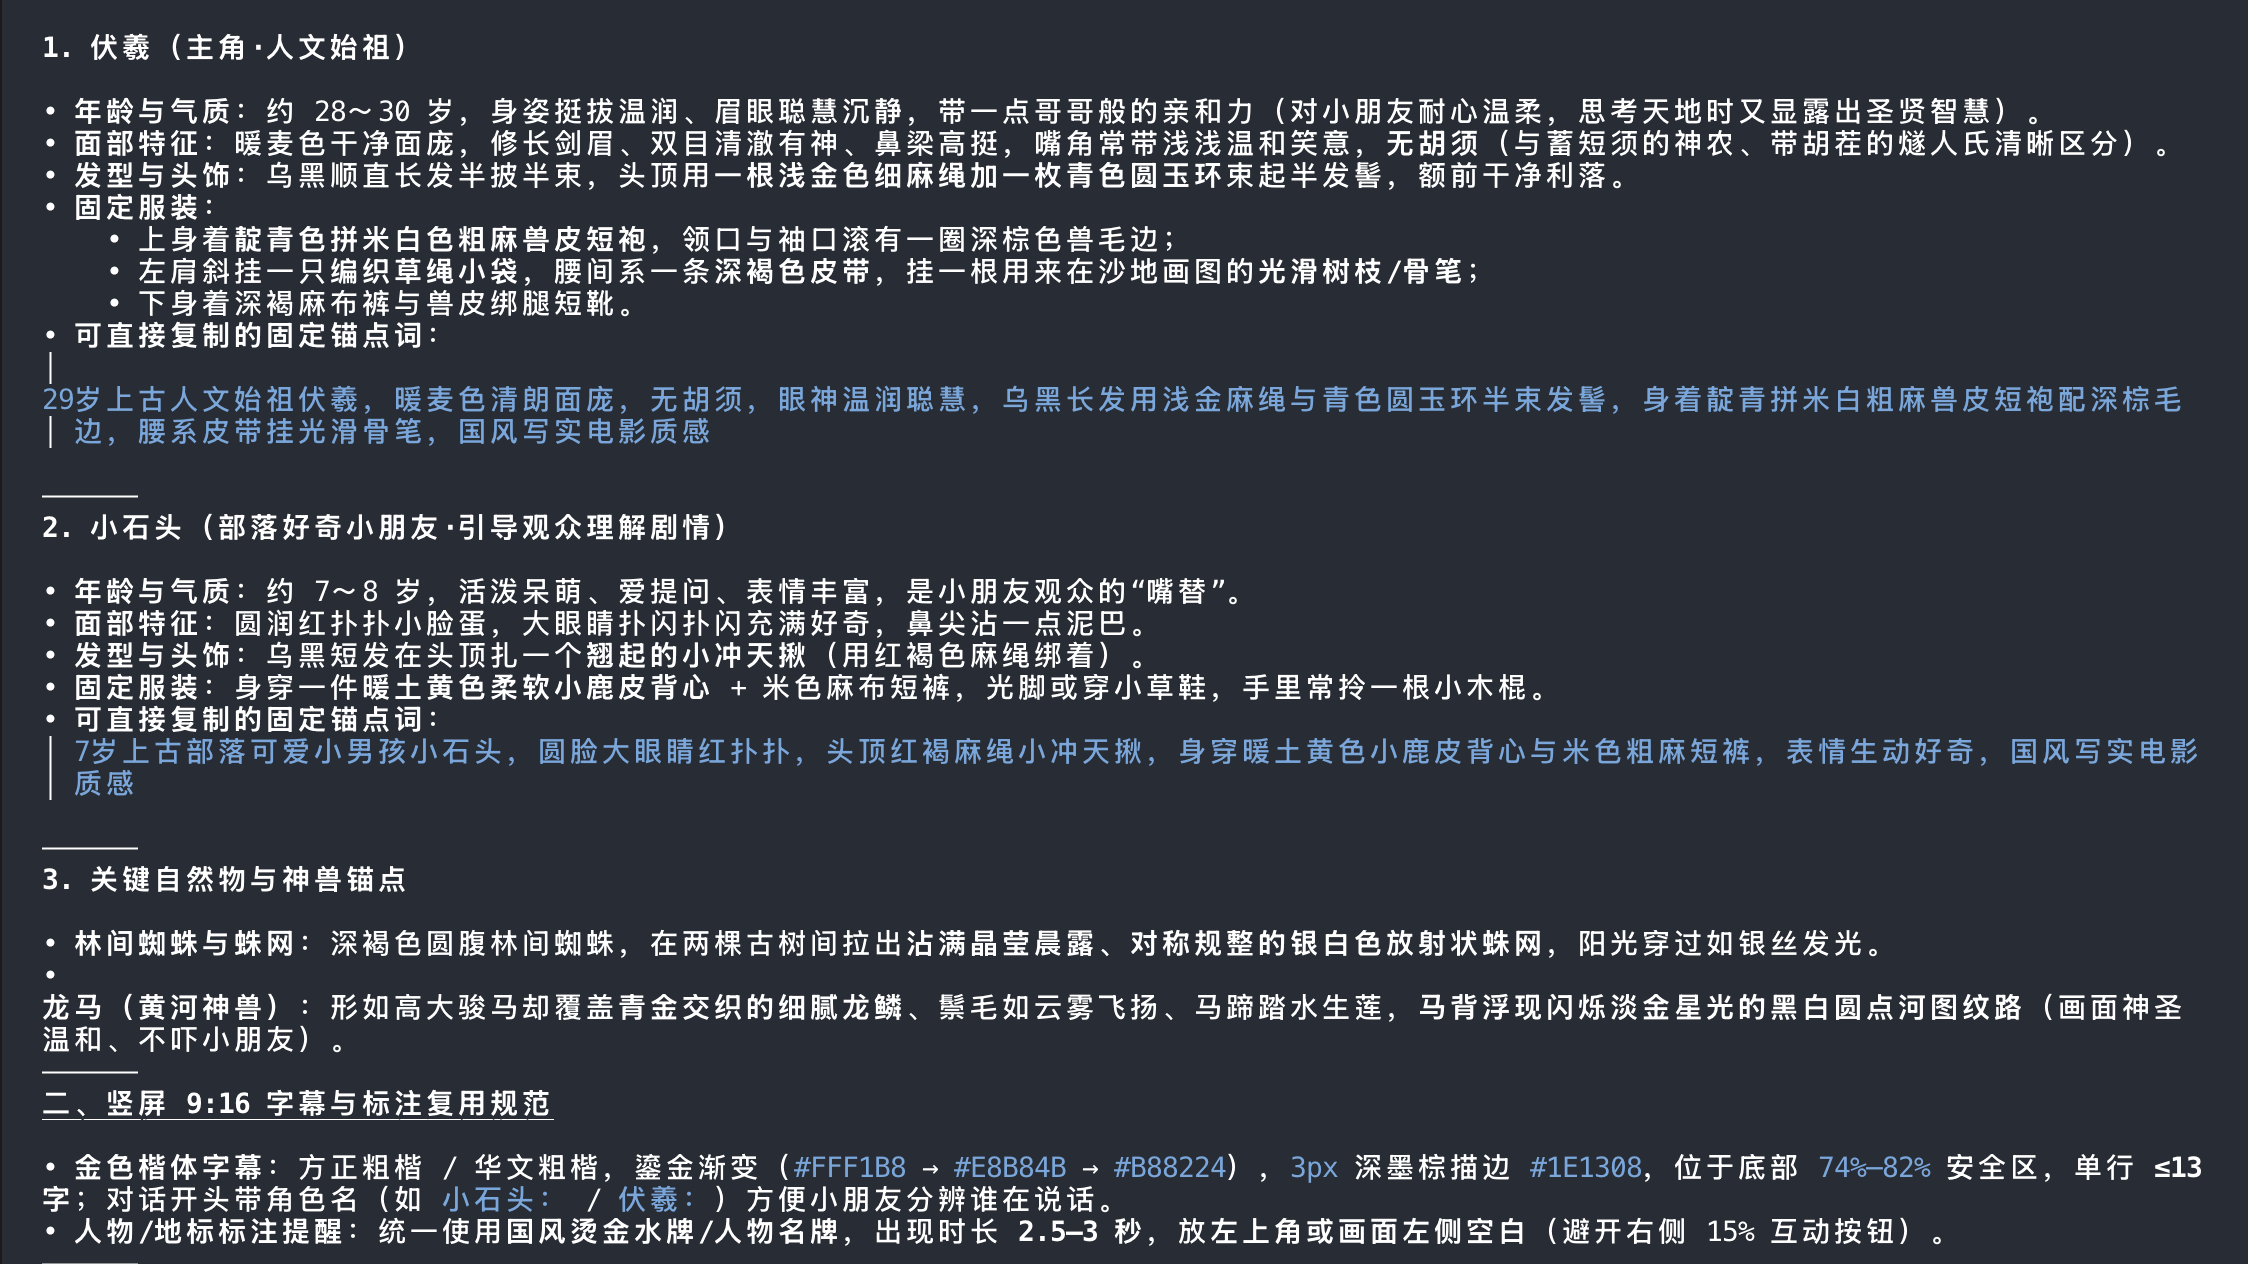 1. 伏羲（主角·人文始祖）
• 年龄与气质：约 28～30 岁，身姿挺拔温润、眉眼聪慧沉静，带一点哥哥般的亲和力（对小朋友耐心温柔，思考天地时又显露出圣贤智慧）。
• 面部特征：暖麦色干净面庞，修长剑眉、双目清澈有神、鼻梁高挺，嘴角常带浅浅温和笑意，无胡须（与蓄短须的神农、带胡茬的燧人氏清晰区分）。
• 发型与头饰：乌黑顺直长发半披半束，头顶用一根浅金色细麻绳加一枚青色圆玉环束起半发髻，额前干净利落。
• 固定服装：
• 上身着靛青色拼米白色粗麻兽皮短袍，领口与袖口滚有一圈深棕色兽毛边；
• 左肩斜挂一只编织草绳小袋，腰间系一条深褐色皮带，挂一根用来在沙地画图的光滑树枝/骨笔；
• 下身着深褐麻布裤与兽皮绑腿短靴。
• 可直接复制的固定锚点词：
29岁上古人文始祖伏羲，暖麦色清朗面庞，无胡须，眼神温润聪慧，乌黑长发用浅金麻绳与青色圆玉环半束发髻，身着靛青拼米白粗麻兽皮短袍配深棕毛
边，腰系皮带挂光滑骨笔，国风写实电影质感
2. 小石头（部落好奇小朋友·引导观众理解剧情）
• 年龄与气质：约 7～8 岁，活泼呆萌、爱提问、表情丰富，是小朋友观众的“嘴替”。
• 面部特征：圆润红扑扑小脸蛋，大眼睛扑闪扑闪充满好奇，鼻尖沾一点泥巴。
• 发型与头饰：乌黑短发在头顶扎一个翘起的小冲天揪（用红褐色麻绳绑着）。
• 固定服装：身穿一件暖土黄色柔软小鹿皮背心 + 米色麻布短裤，光脚或穿小草鞋，手里常拎一根小木棍。
• 可直接复制的固定锚点词：
7岁上古部落可爱小男孩小石头，圆脸大眼睛红扑扑，头顶红褐麻绳小冲天揪，身穿暖土黄色小鹿皮背心与米色粗麻短裤，表情生动好奇，国风写实电影
质感
3. 关键自然物与神兽锚点
• 林间蜘蛛与蛛网：深褐色圆腹林间蜘蛛，在两棵古树间拉出沾满晶莹晨露、对称规整的银白色放射状蛛网，阳光穿过如银丝发光。
•
龙马（黄河神兽）：形如高大骏马却覆盖青金交织的细腻龙鳞、鬃毛如云雾飞扬、马蹄踏水生莲，马背浮现闪烁淡金星光的黑白圆点河图纹路（画面神圣
温和、不吓小朋友）。
二、竖屏 9:16 字幕与标注复用规范
• 金色楷体字幕：方正粗楷 / 华文粗楷，鎏金渐变（#FFF1B8 → #E8B84B → #B88224），3px 深墨棕描边 #1E1308，位于底部 74%–82% 安全区，单行 ≤13
字；对话开头带角色名（如 小石头： / 伏羲：）方便小朋友分辨谁在说话。
• 人物/地标标注提醒：统一使用国风烫金水牌/人物名牌，出现时长 2.5–3 秒，放左上角或画面左侧空白（避开右侧 15% 互动按钮）。